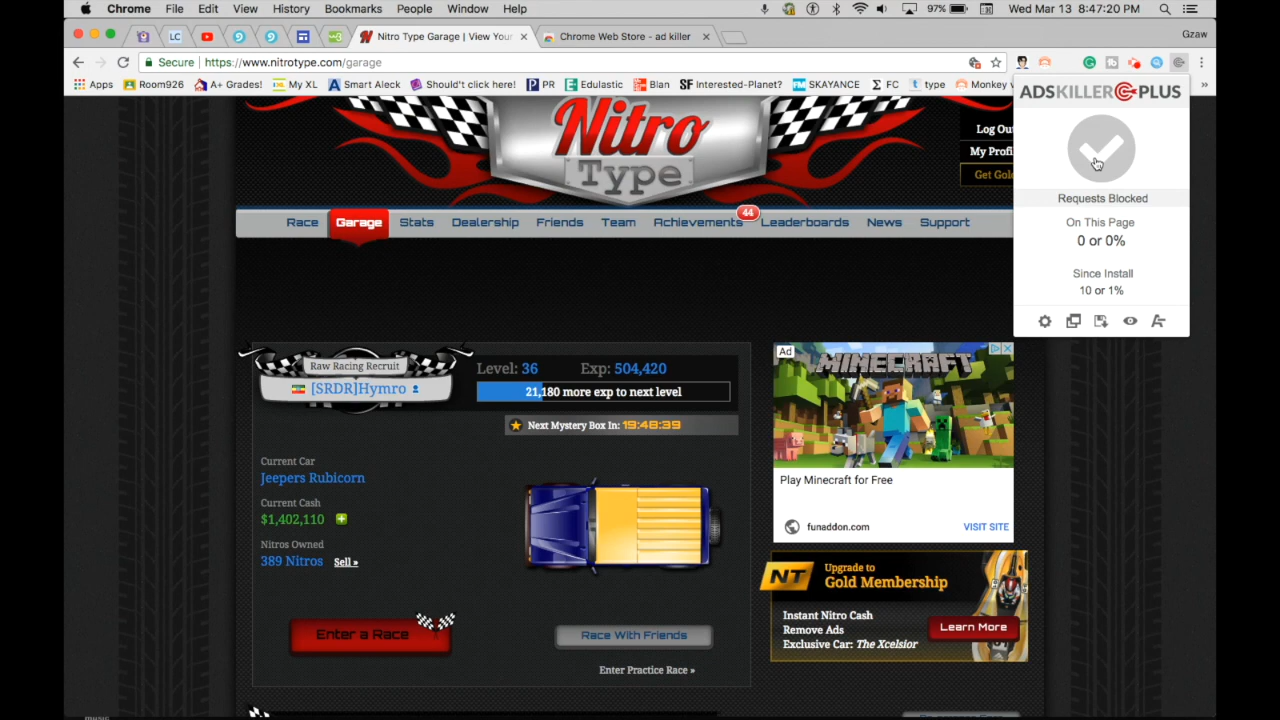 Chrome File Edit View History Bookmarks People Window Help 97% Wed Mar 13 8:47:20 PM
LC Nitro Type Garage | View Your × Chrome Web Store - ad killer × Gzaw
Secure https://www.nitrotype.com/garage
Apps Room926 A+ Grades! My XL Smart Aleck Should't click here! PR Edulastic Blan SF Interested-Planet? SKAYANCE FC type Monkey »
ADSKILLER PLUS
Nitro
Type
Log Out
My Profi
Get Gol
Requests Blocked
On This Page
0 or 0%
Since Install
10 or 1%
Race Garage Stats Dealership Friends Team Achievements 44 Leaderboards News Support
Raw Racing Recruit
[SRDR]Hymro
Level: 36 Exp: 504,420
21,180 more exp to next level
Next Mystery Box In: 19:48:39
Current Car
Jeepers Rubicorn
Current Cash
$1,402,110
Nitros Owned
389 Nitros Sell »
Enter a Race
Race With Friends
Enter Practice Race »
Ad
MINECRAFT
Play Minecraft for Free
funaddon.com VISIT SITE
NT Upgrade to
Gold Membership
Instant Nitro Cash
Remove Ads
Exclusive Car: The Xcelsior
Learn More